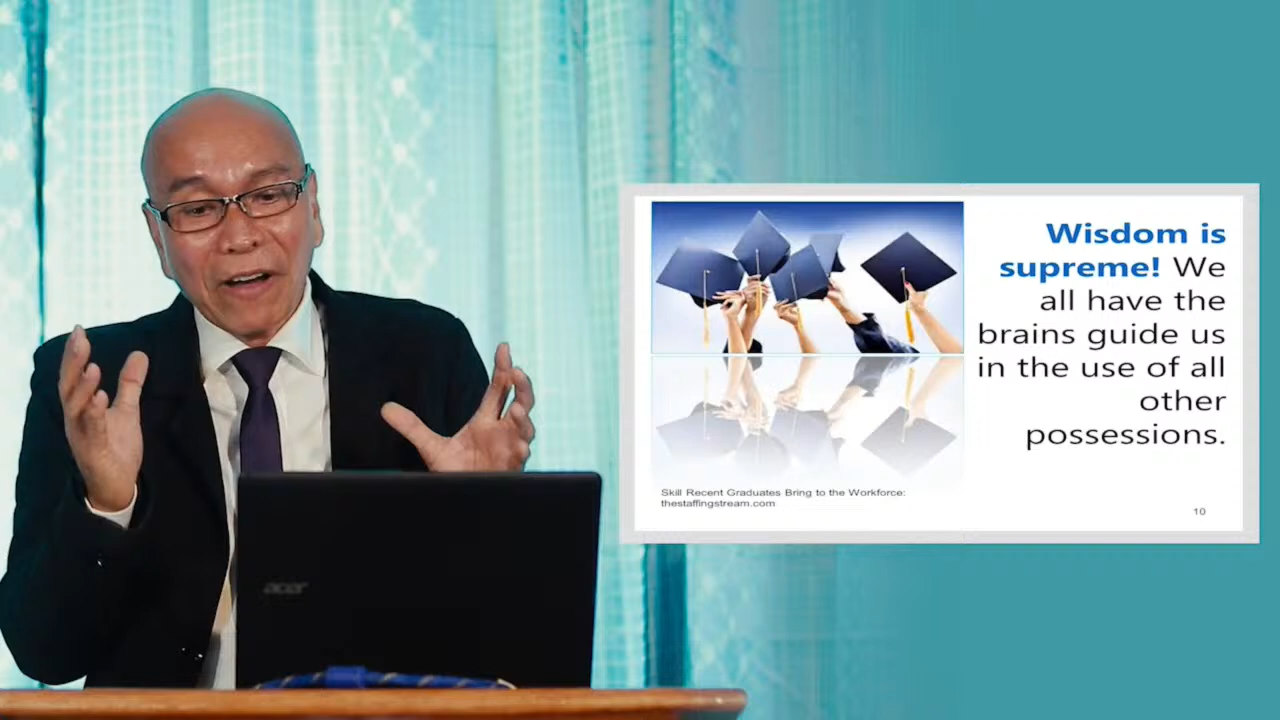 Wisdom is
supreme! We
all have the
brains guide us
in the use of all
other
possessions.
Skill Recent Graduates Bring to the Workforce:
thestaffingstream.com
10
acer